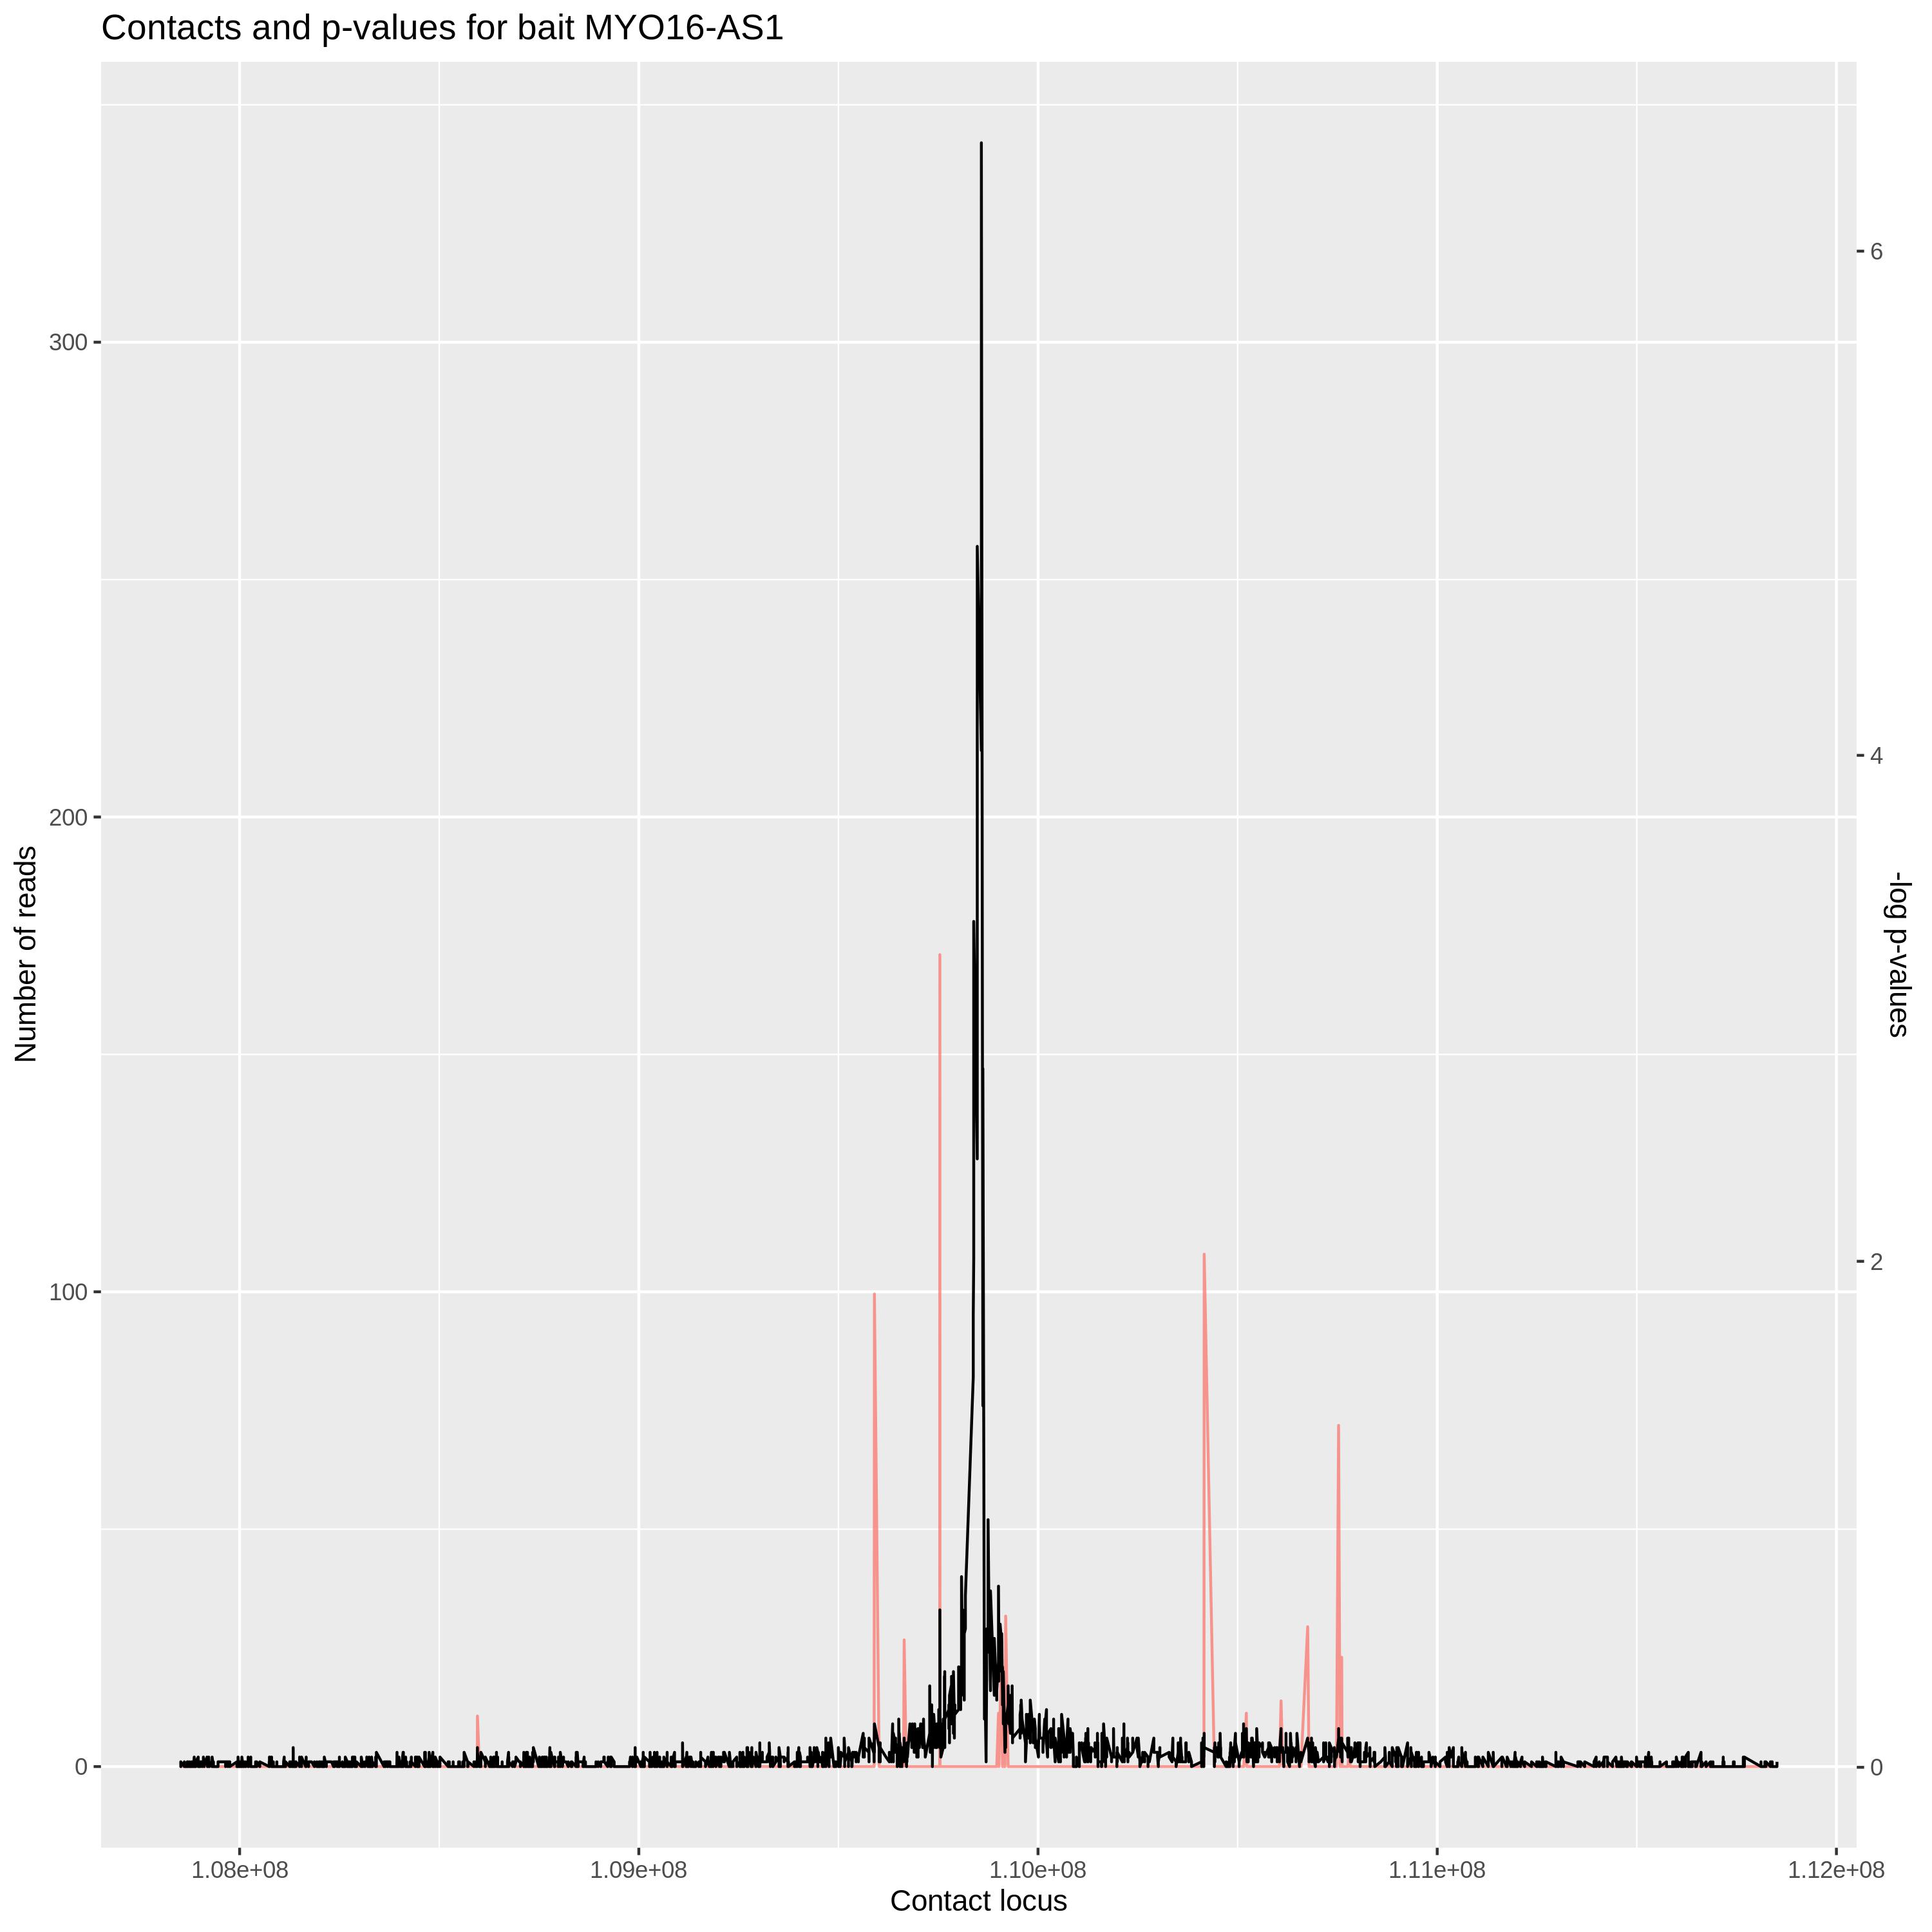 Contacts and p-values for bait MYO16-AS1
300
200
100
0
Number of reads
6
4
2
0
-log p-values
1.08e+08 1.09e+08 1.10e+08 1.11e+08 1.12e+08
Contact locus